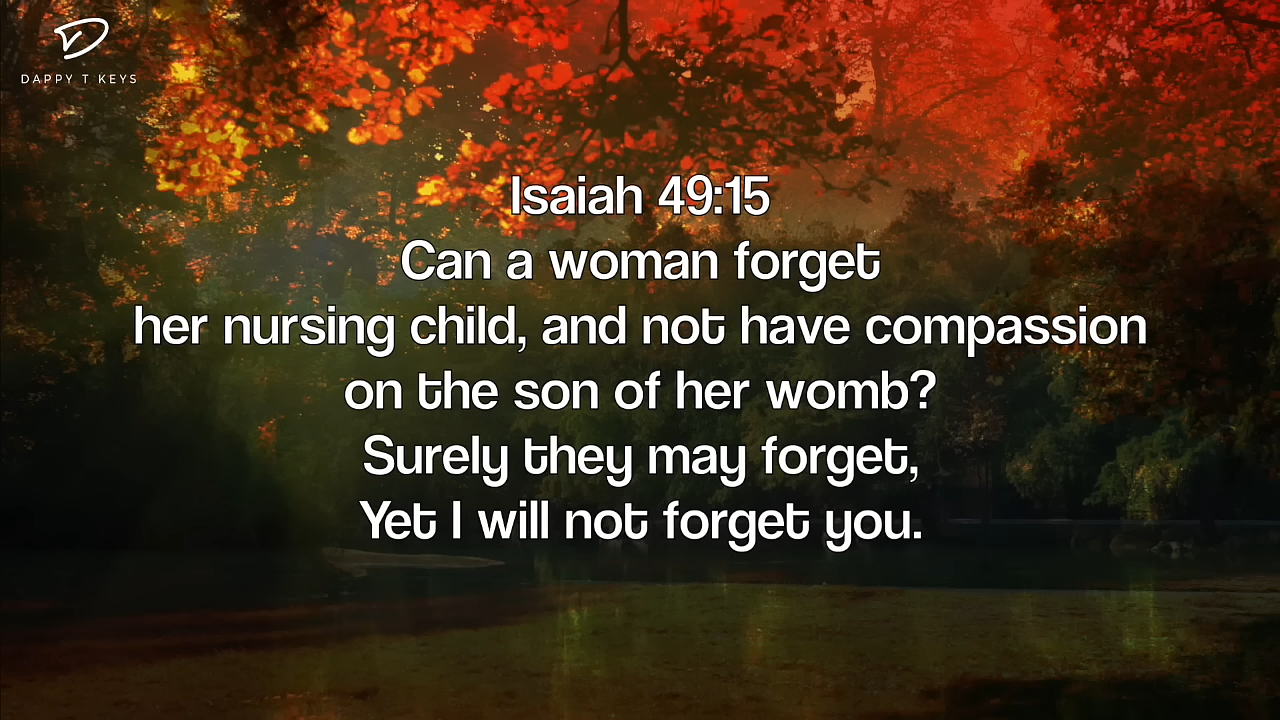 DAPPY T KEYS
Isaiah 49:15
Can a woman forget
her nursing child, and not have compassion
on the son of her womb?
Surely they may forget,
Yet I will not forget you.